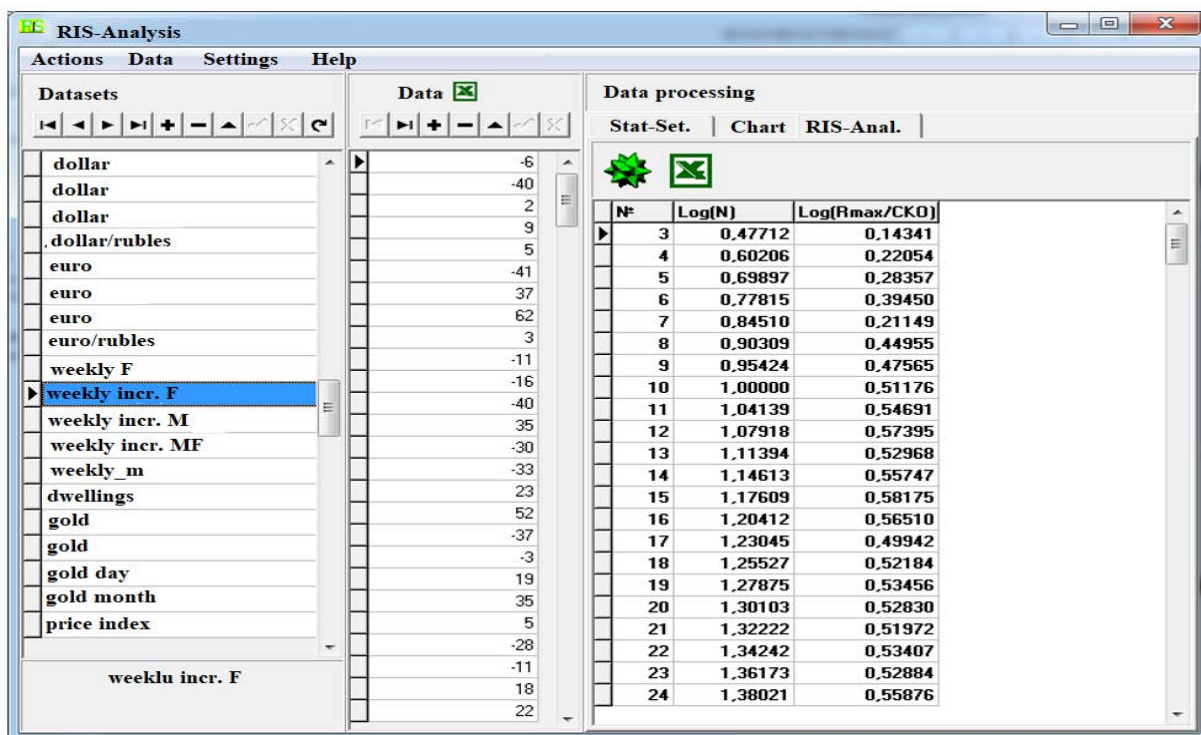 RIS-Analysis
Actions Data Settings Help
Datasets
dollar
dollar
dollar
.dollar/rubles
euro
euro
euro
euro/rubles
weekly F
weekly incr. F
weekly incr. M
weekly incr. MF
weekly_m
dwellings
gold
gold
gold day
gold month
price index
weeklu incr. F
Data
-6
-40
2
9
5
-41
37
62
3
-11
-16
-40
35
-30
-33
23
52
-37
-3
19
35
5
-28
-11
18
22
Data processing
Stat-Set. Chart RIS-Anal.
№ Log(N) Log(Rmax/CKO)
3 0,47712 0,14341
4 0,60206 0,22054
5 0,69897 0,28357
6 0,77815 0,39450
7 0,84510 0,21149
8 0,90309 0,44955
9 0,95424 0,47565
10 1,00000 0,51176
11 1,04139 0,54691
12 1,07918 0,57395
13 1,11394 0,52968
14 1,14613 0,55747
15 1,17609 0,58175
16 1,20412 0,56510
17 1,23045 0,49942
18 1,25527 0,52184
19 1,27875 0,53456
20 1,30103 0,52830
21 1,32222 0,51972
22 1,34242 0,53407
23 1,36173 0,52884
24 1,38021 0,55876